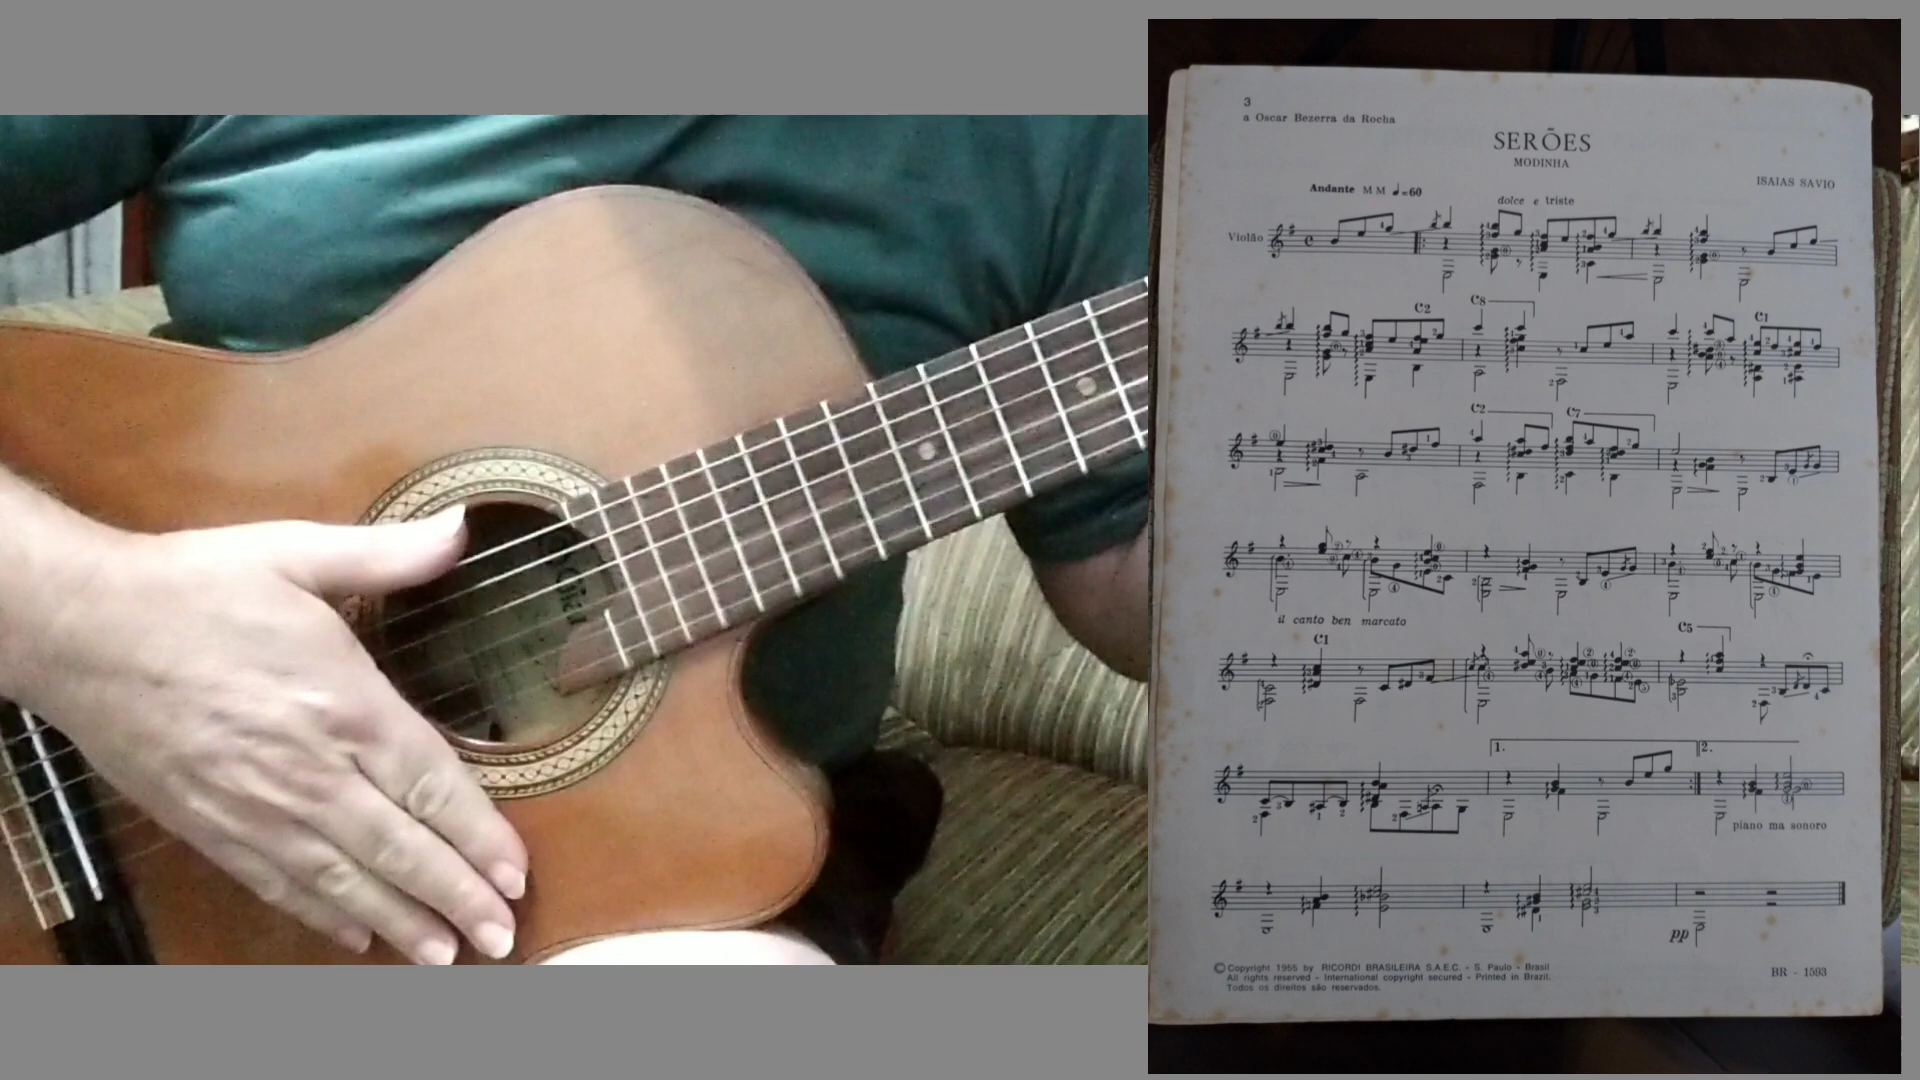 3
a Oscar Bezerra da Rocha
SERÕES
MODINHA
ISAIAS SAVIO
Andante M M ♩=60
dolce e triste
Violão
C2
C8
C1
C2
C7
il canto ben marcato
C1
C5
1.
2.
piano ma sonoro
pp
© Copyright 1955 by RICORDI BRASILEIRA S.A.E.C. - S. Paulo - Brasil
All rights reserved - International copyright secured - Printed in Brazil.
Todos os direitos são reservados.
BR - 1593